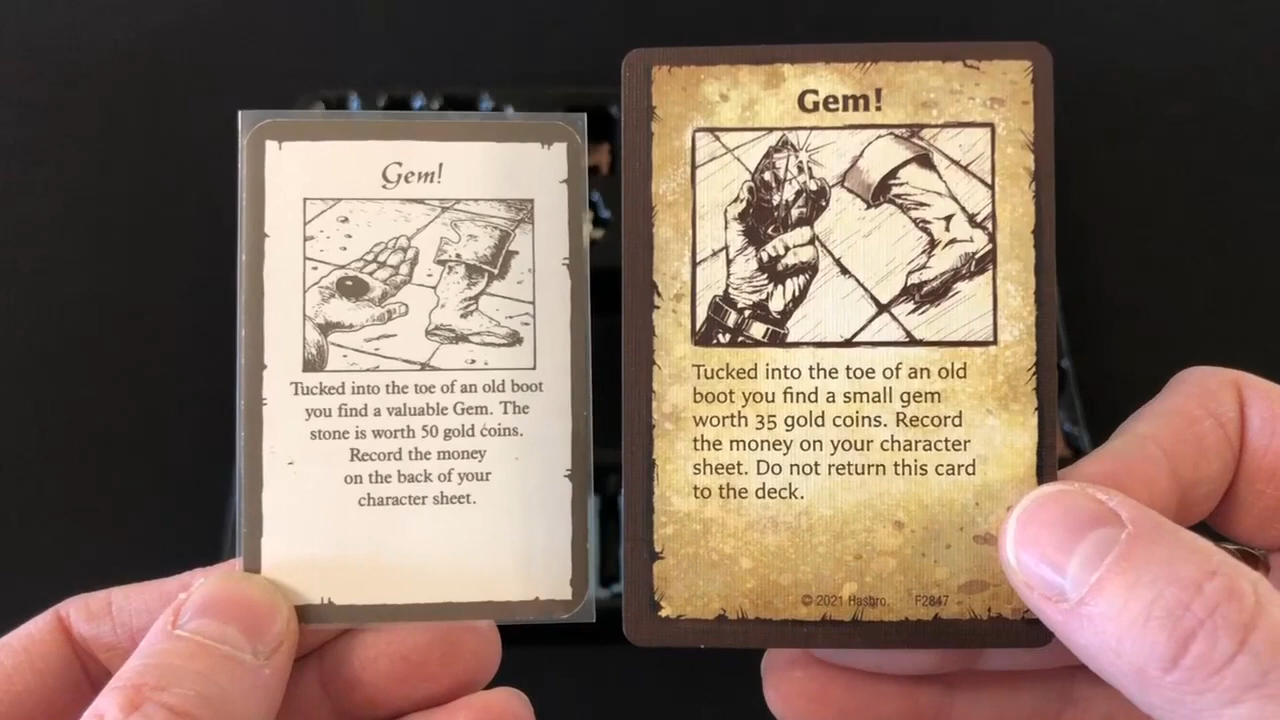 Gem!
Tucked into the toe of an old boot
you find a valuable Gem. The
stone is worth 50 gold coins.
Record the money
on the back of your
character sheet.
Gem!
Tucked into the toe of an old
boot you find a small gem
worth 35 gold coins. Record
the money on your character
sheet. Do not return this card
to the deck.
© 2021 Hasbro. F2847